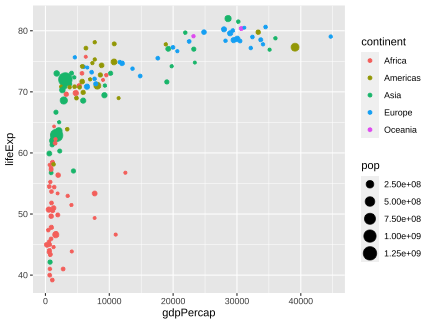 80
70
60
50
40
lifeExp
0
10000
20000
30000
40000
gdpPercap
continent
Africa
Americas
Asia
Europe
Oceania
pop
2.50e+08
5.00e+08
7.50e+08
1.00e+09
1.25e+09